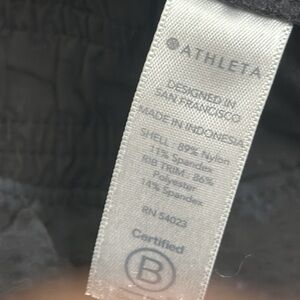 ATHLETA
DESIGNED IN
SAN FRANCISCO
MADE IN INDONESIA
SHELL: 89% Nylon
11% Spandex
RIB TRIM: 86%
Polyester
14% Spandex
RN 54023
Certified
B